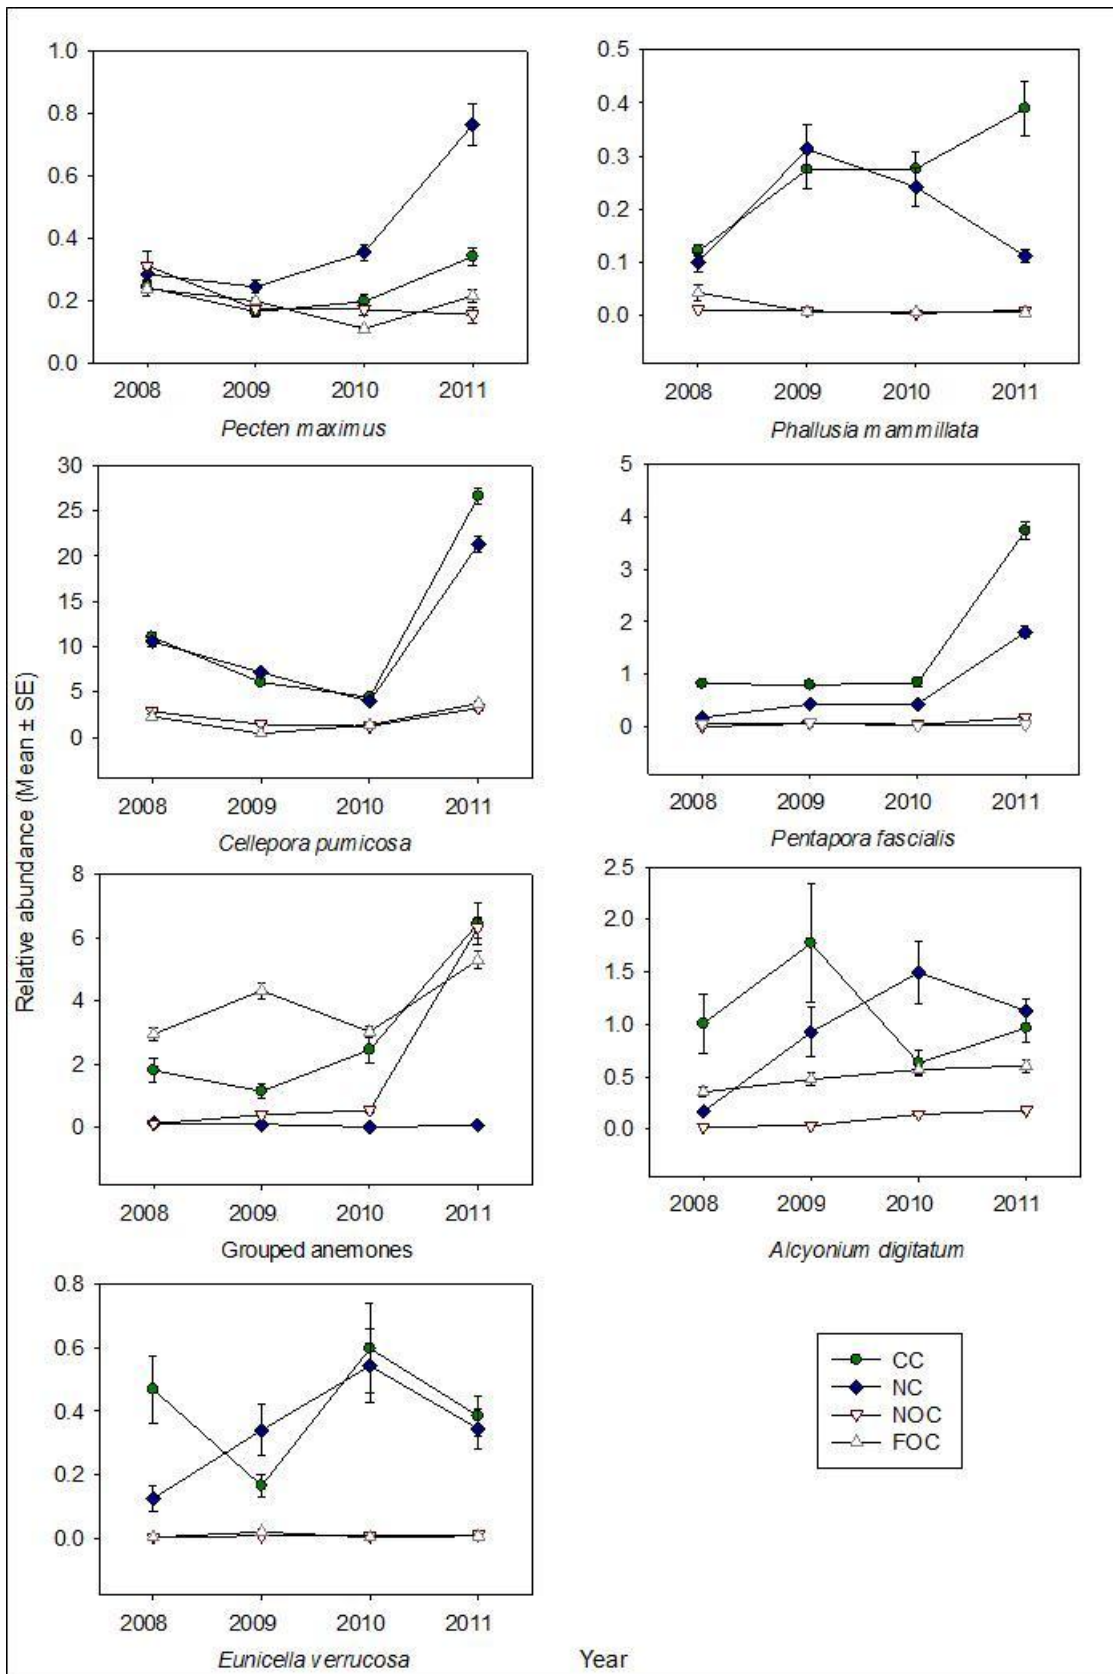 Relative abundance (Mean ± SE)
1.0
0.8
0.6
0.4
0.2
0.0
2008 2009 2010 2011
Pecten maximus
0.5
0.4
0.3
0.2
0.1
0.0
2008 2009 2010 2011
Phallusia mammillata
30
25
20
15
10
5
0
2008 2009 2010 2011
Cellepora pumicosa
5
4
3
2
1
0
2008 2009 2010 2011
Pentapora fascialis
8
6
4
2
0
2008 2009. 2010 2011
Grouped anemones
2.5
2.0
1.5
1.0
0.5
0.0
2008 2009 2010 2011
Alcyonium digitatum
0.8
0.6
0.4
0.2
0.0
2008 2009 2010 2011
Eunicella verrucosa
CC
NC
NOC
FOC
Year